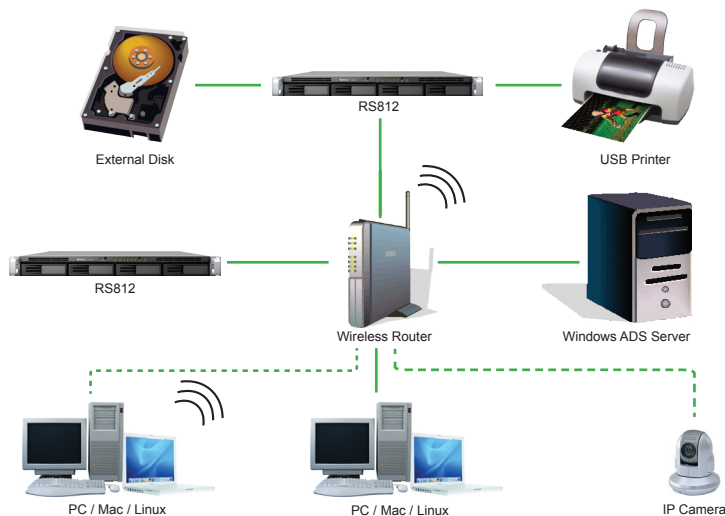 RS812
External Disk
USB Printer
RS812
Wireless Router
Windows ADS Server
PC / Mac / Linux
PC / Mac / Linux
IP Camera